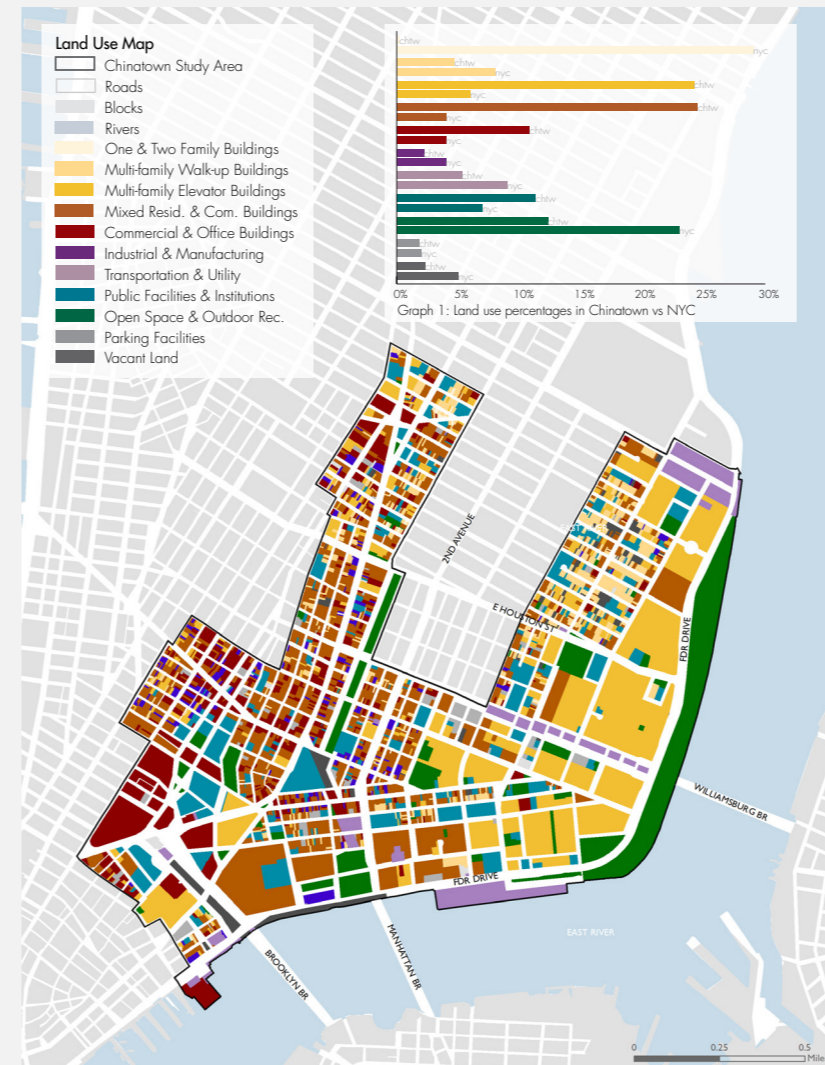 Land Use Map
Chinatown Study Area
Roads
Blocks
Rivers
One & Two Family Buildings
Multi-family Walk-up Buildings
Multi-family Elevator Buildings
Mixed Resid. & Com. Buildings
Commercial & Office Buildings
Industrial & Manufacturing
Transportation & Utility
Public Facilities & Institutions
Open Space & Outdoor Rec.
Parking Facilities
Vacant Land
chtw
nyc
chtw
nyc
chtw
nyc
chtw
nyc
chtw
nyc
chtw
nyc
chtw
nyc
chtw
nyc
chtw
nyc
chtw
nyc
chtw
nyc
0% 5% 10% 15% 20% 25% 30%
Graph 1: Land use percentages in Chinatown vs NYC
2ND AVENUE
E HOUSTON ST
FDR DRIVE
WILLIAMSBURG BR
FDR DRIVE
MANHATTAN BR
BROOKLYN BR
EAST RIVER
0 0.25 0.5
Mile